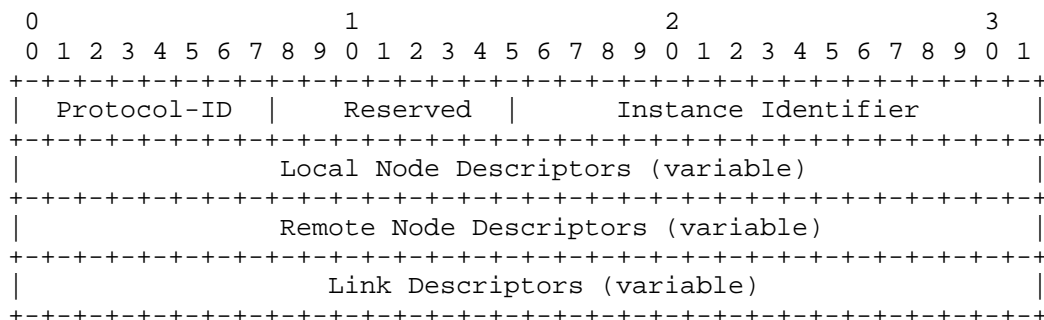 0                   1                   2                   3
 0 1 2 3 4 5 6 7 8 9 0 1 2 3 4 5 6 7 8 9 0 1 2 3 4 5 6 7 8 9 0 1
+-+-+-+-+-+-+-+-+-+-+-+-+-+-+-+-+-+-+-+-+-+-+-+-+-+-+-+-+-+-+-+-+
|  Protocol-ID  |    Reserved   |      Instance Identifier      |
+-+-+-+-+-+-+-+-+-+-+-+-+-+-+-+-+-+-+-+-+-+-+-+-+-+-+-+-+-+-+-+-+
|                Local Node Descriptors (variable)              |
+-+-+-+-+-+-+-+-+-+-+-+-+-+-+-+-+-+-+-+-+-+-+-+-+-+-+-+-+-+-+-+-+
|                Remote Node Descriptors (variable)             |
+-+-+-+-+-+-+-+-+-+-+-+-+-+-+-+-+-+-+-+-+-+-+-+-+-+-+-+-+-+-+-+-+
|                   Link Descriptors (variable)                 |
+-+-+-+-+-+-+-+-+-+-+-+-+-+-+-+-+-+-+-+-+-+-+-+-+-+-+-+-+-+-+-+-+